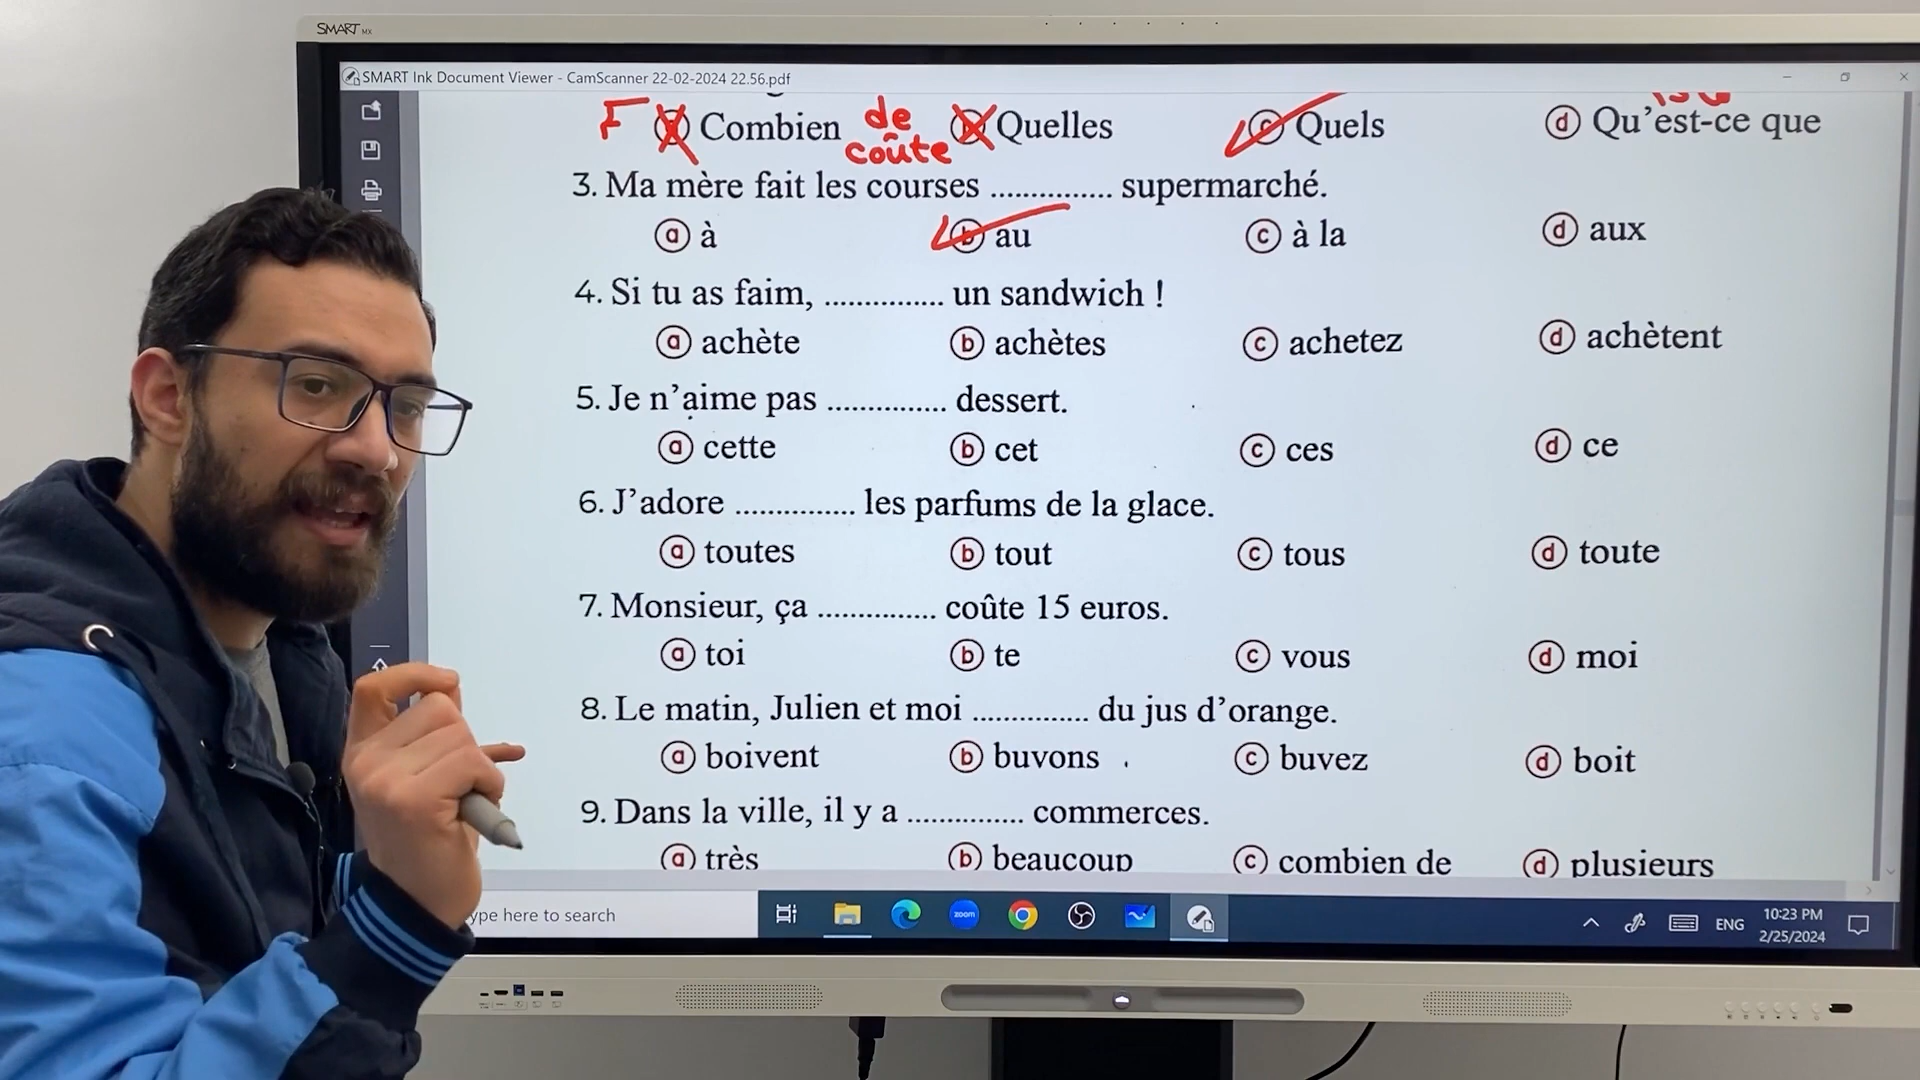 SMART MX
SMART Ink Document Viewer - CamScanner 22-02-2024 22.56.pdf
F Combien de coûte Quelles c Quels d Qu'est-ce que
3. Ma mère fait les courses .............. supermarché.
a à b au c à la d aux
4. Si tu as faim, .............. un sandwich !
a achète b achètes c achetez d achètent
5. Je n'aime pas .............. dessert.
a cette b cet c ces d ce
6. J'adore .............. les parfums de la glace.
a toutes b tout c tous d toute
7. Monsieur, ça .............. coûte 15 euros.
a toi b te c vous d moi
8. Le matin, Julien et moi .............. du jus d'orange.
a boivent b buvons c buvez d boit
9. Dans la ville, il y a .............. commerces.
a très b beaucoup c combien de d plusieurs
ype here to search
zoom
ENG
10:23 PM
2/25/2024